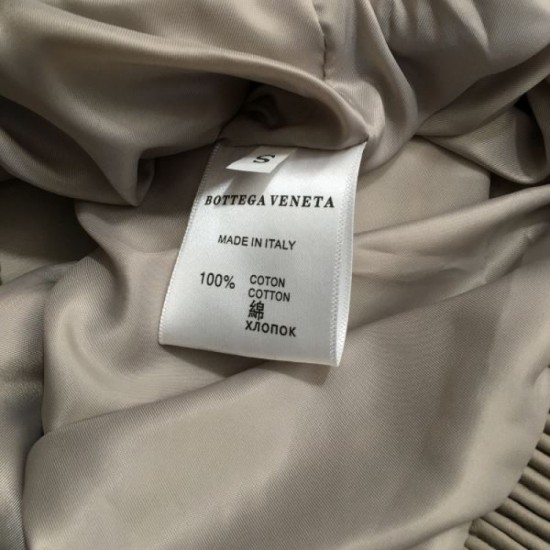 S
BOTTEGA VENETA
MADE IN ITALY
100% COTON
COTTON
綿
ХЛОПОК